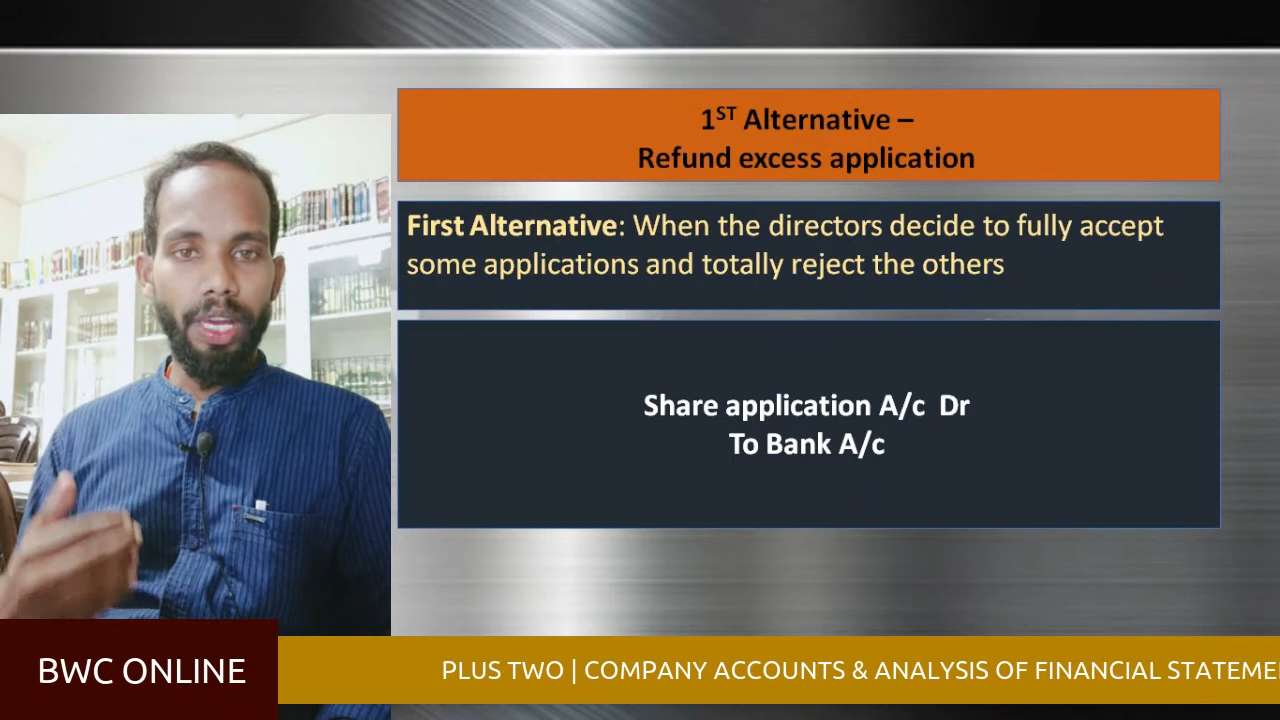 1ST Alternative –
Refund excess application
First Alternative: When the directors decide to fully accept
some applications and totally reject the others
Share application A/c  Dr
To Bank A/c
BWC ONLINE
PLUS TWO | COMPANY ACCOUNTS & ANALYSIS OF FINANCIAL STATEME